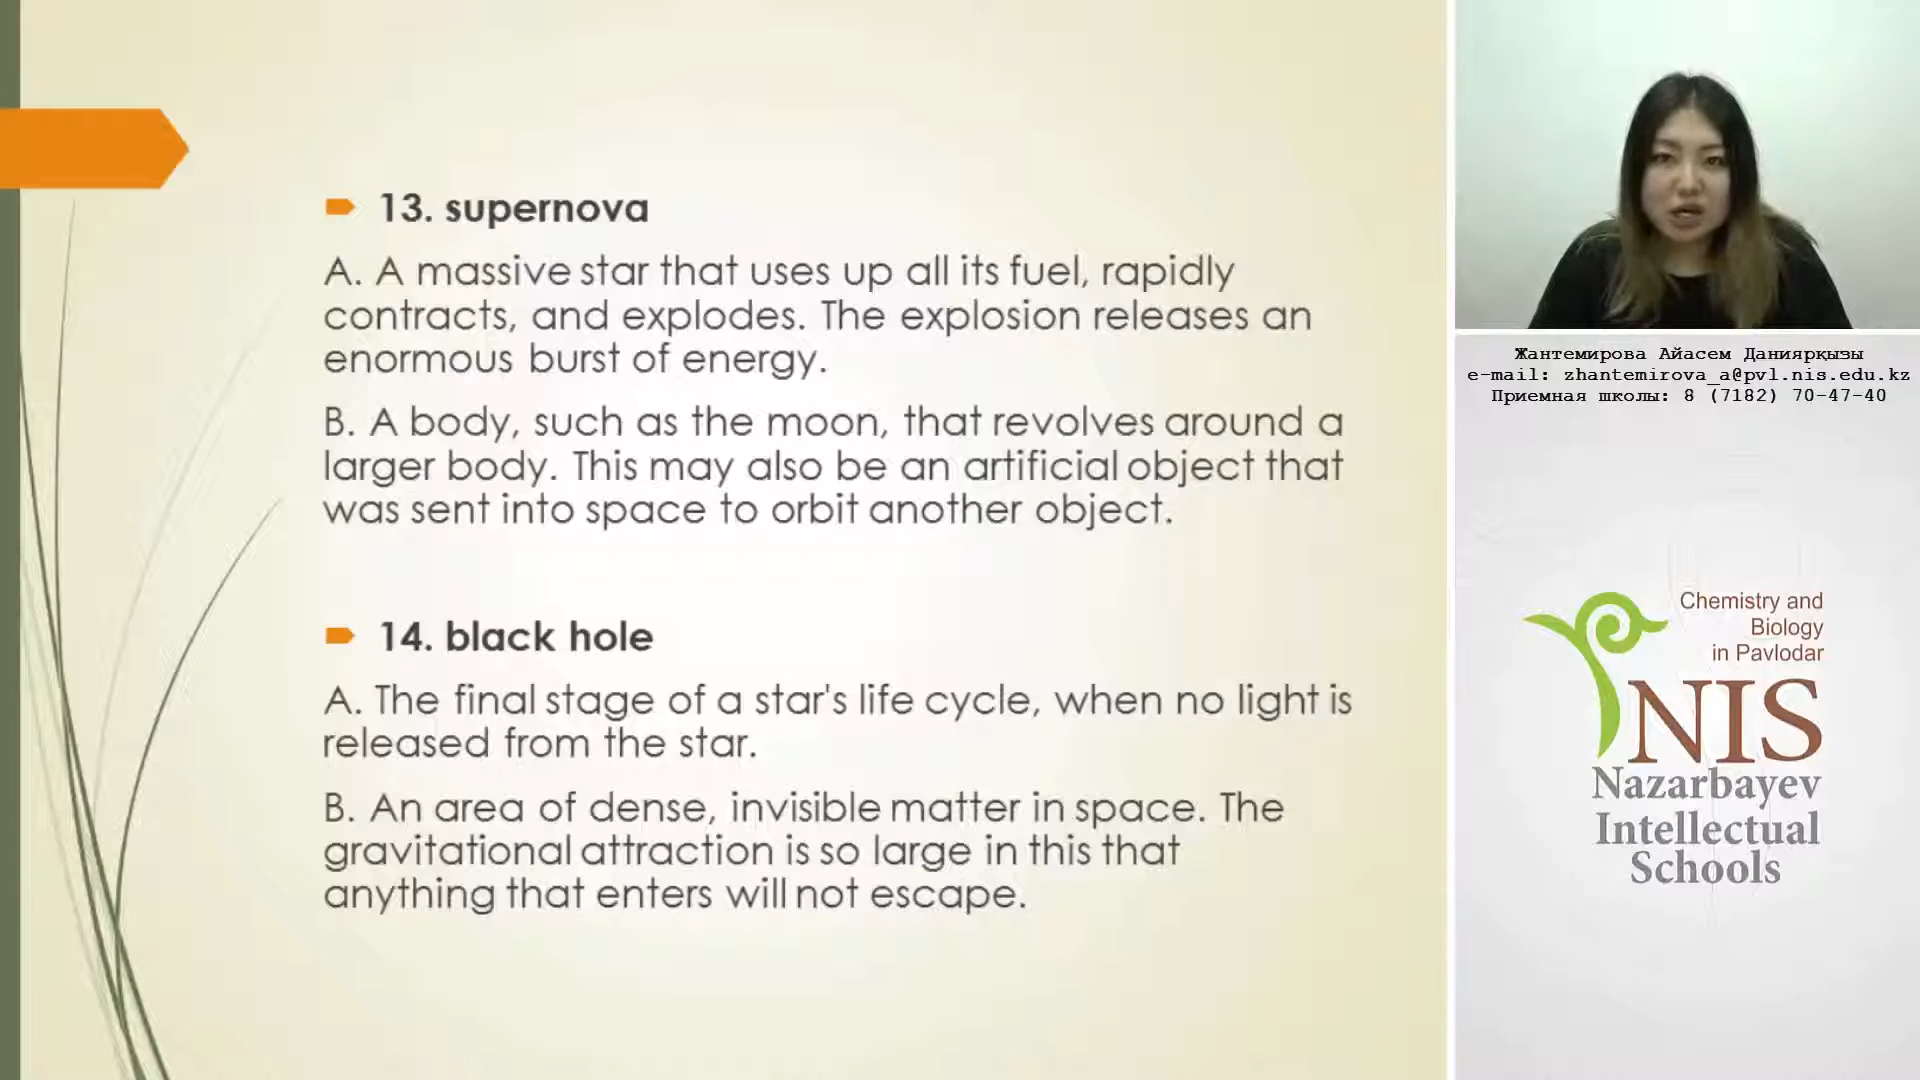 13. supernova
A. A massive star that uses up all its fuel, rapidly
contracts, and explodes. The explosion releases an
enormous burst of energy.
B. A body, such as the moon, that revolves around a
larger body. This may also be an artificial object that
was sent into space to orbit another object.
14. black hole
A. The final stage of a star's life cycle, when no light is
released from the star.
B. An area of dense, invisible matter in space. The
gravitational attraction is so large in this that
anything that enters will not escape.
Жантемирова Айасем Даниярқызы
e-mail: zhantemirova_a@pvl.nis.edu.kz
Приемная школы: 8 (7182) 70-47-40
Chemistry and
Biology
in Pavlodar
NIS
Nazarbayev
Intellectual
Schools